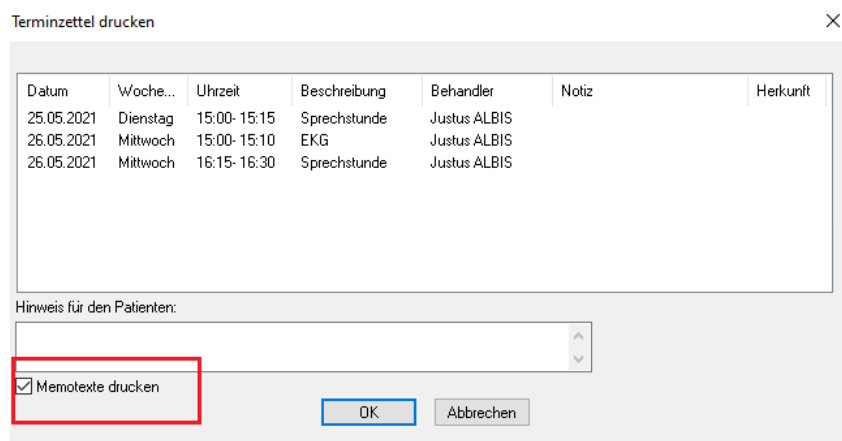 Terminzettel drucken
Datum Woche... Uhrzeit Beschreibung Behandler Notiz Herkunft
25.05.2021 Dienstag 15:00- 15:15 Sprechstunde Justus ALBIS
26.05.2021 Mittwoch 15:00- 15:10 EKG Justus ALBIS
26.05.2021 Mittwoch 16:15- 16:30 Sprechstunde Justus ALBIS
Hinweis für den Patienten:
Memotexte drucken
OK Abbrechen